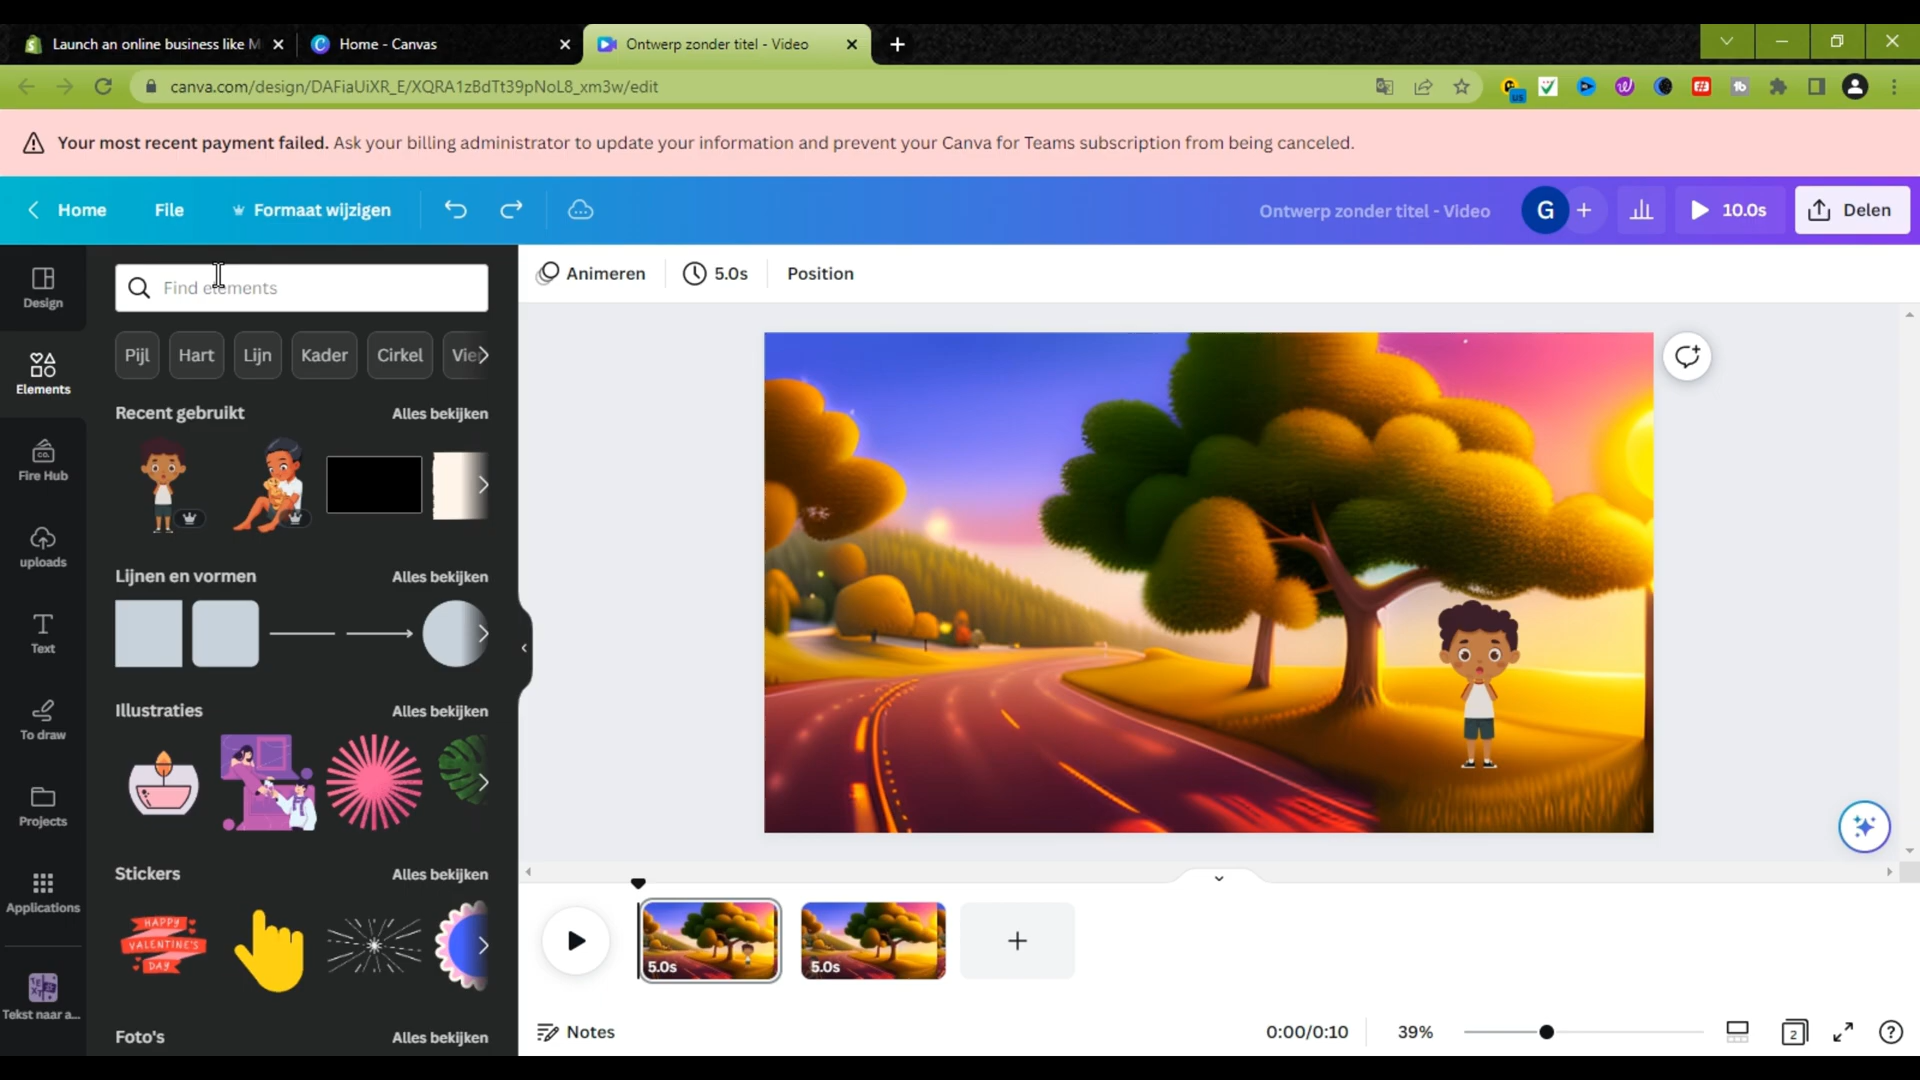 Launch an online business like M
Home - Canvas
Ontwerp zonder titel - Video
canva.com/design/DAFiaUiXR_E/XQRA1zBdTt39pNoL8_xm3w/edit
Your most recent payment failed. Ask your billing administrator to update your information and prevent your Canva for Teams subscription from being canceled.
Home
File
Formaat wijzigen
Ontwerp zonder titel - Video
G
10.0s
Delen
Design
Elements
Fire Hub
uploads
Text
To draw
Projects
Applications
Tekst naar a...
Find elements
Pijl
Hart
Lijn
Kader
Cirkel
Vie
Recent gebruikt
Alles bekijken
Lijnen en vormen
Alles bekijken
Illustraties
Alles bekijken
Stickers
Alles bekijken
HAPPY
VALENTINE'S
DAY
Foto's
Alles bekijken
Animeren
5.0s
Position
5.0s
5.0s
Notes
0:00/0:10
39%
2